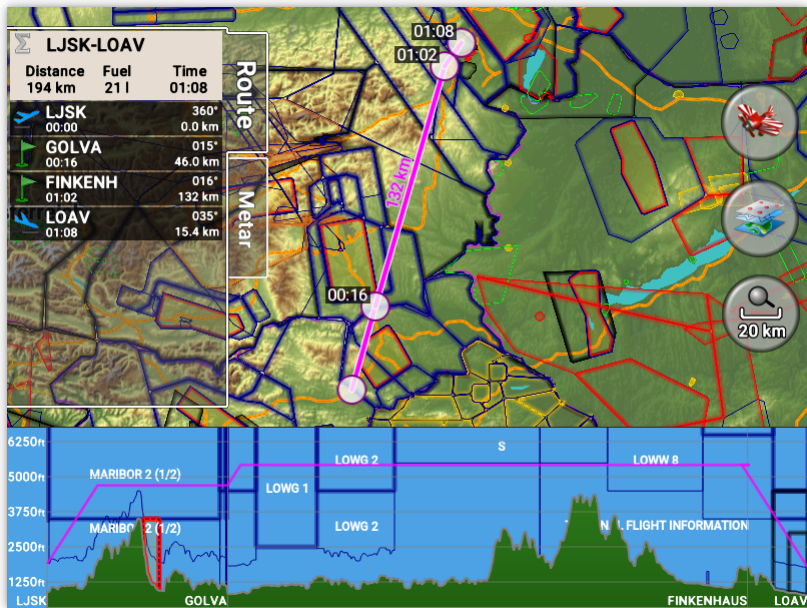 LJSK-LOAV
Distance Fuel Time
194 km 21 l 01:08
LJSK 360°
00:00 0.0 km
GOLVA 015°
00:16 46.0 km
FINKENH 016°
01:02 132 km
LOAV 035°
01:08 15.4 km
Route
Metar
01:08
01:02
132 km
00:16
20 km
6250ft
5000ft
3750ft
2500ft
1250ft
MARIBOR 2 (1/2)
MARIBOR 2 (1/2)
LOWG 1
LOWG 2
LOWG 2
S
LOWW 8
FLIGHT INFORMATION
LJSK GOLVA FINKENHAUS LOAV